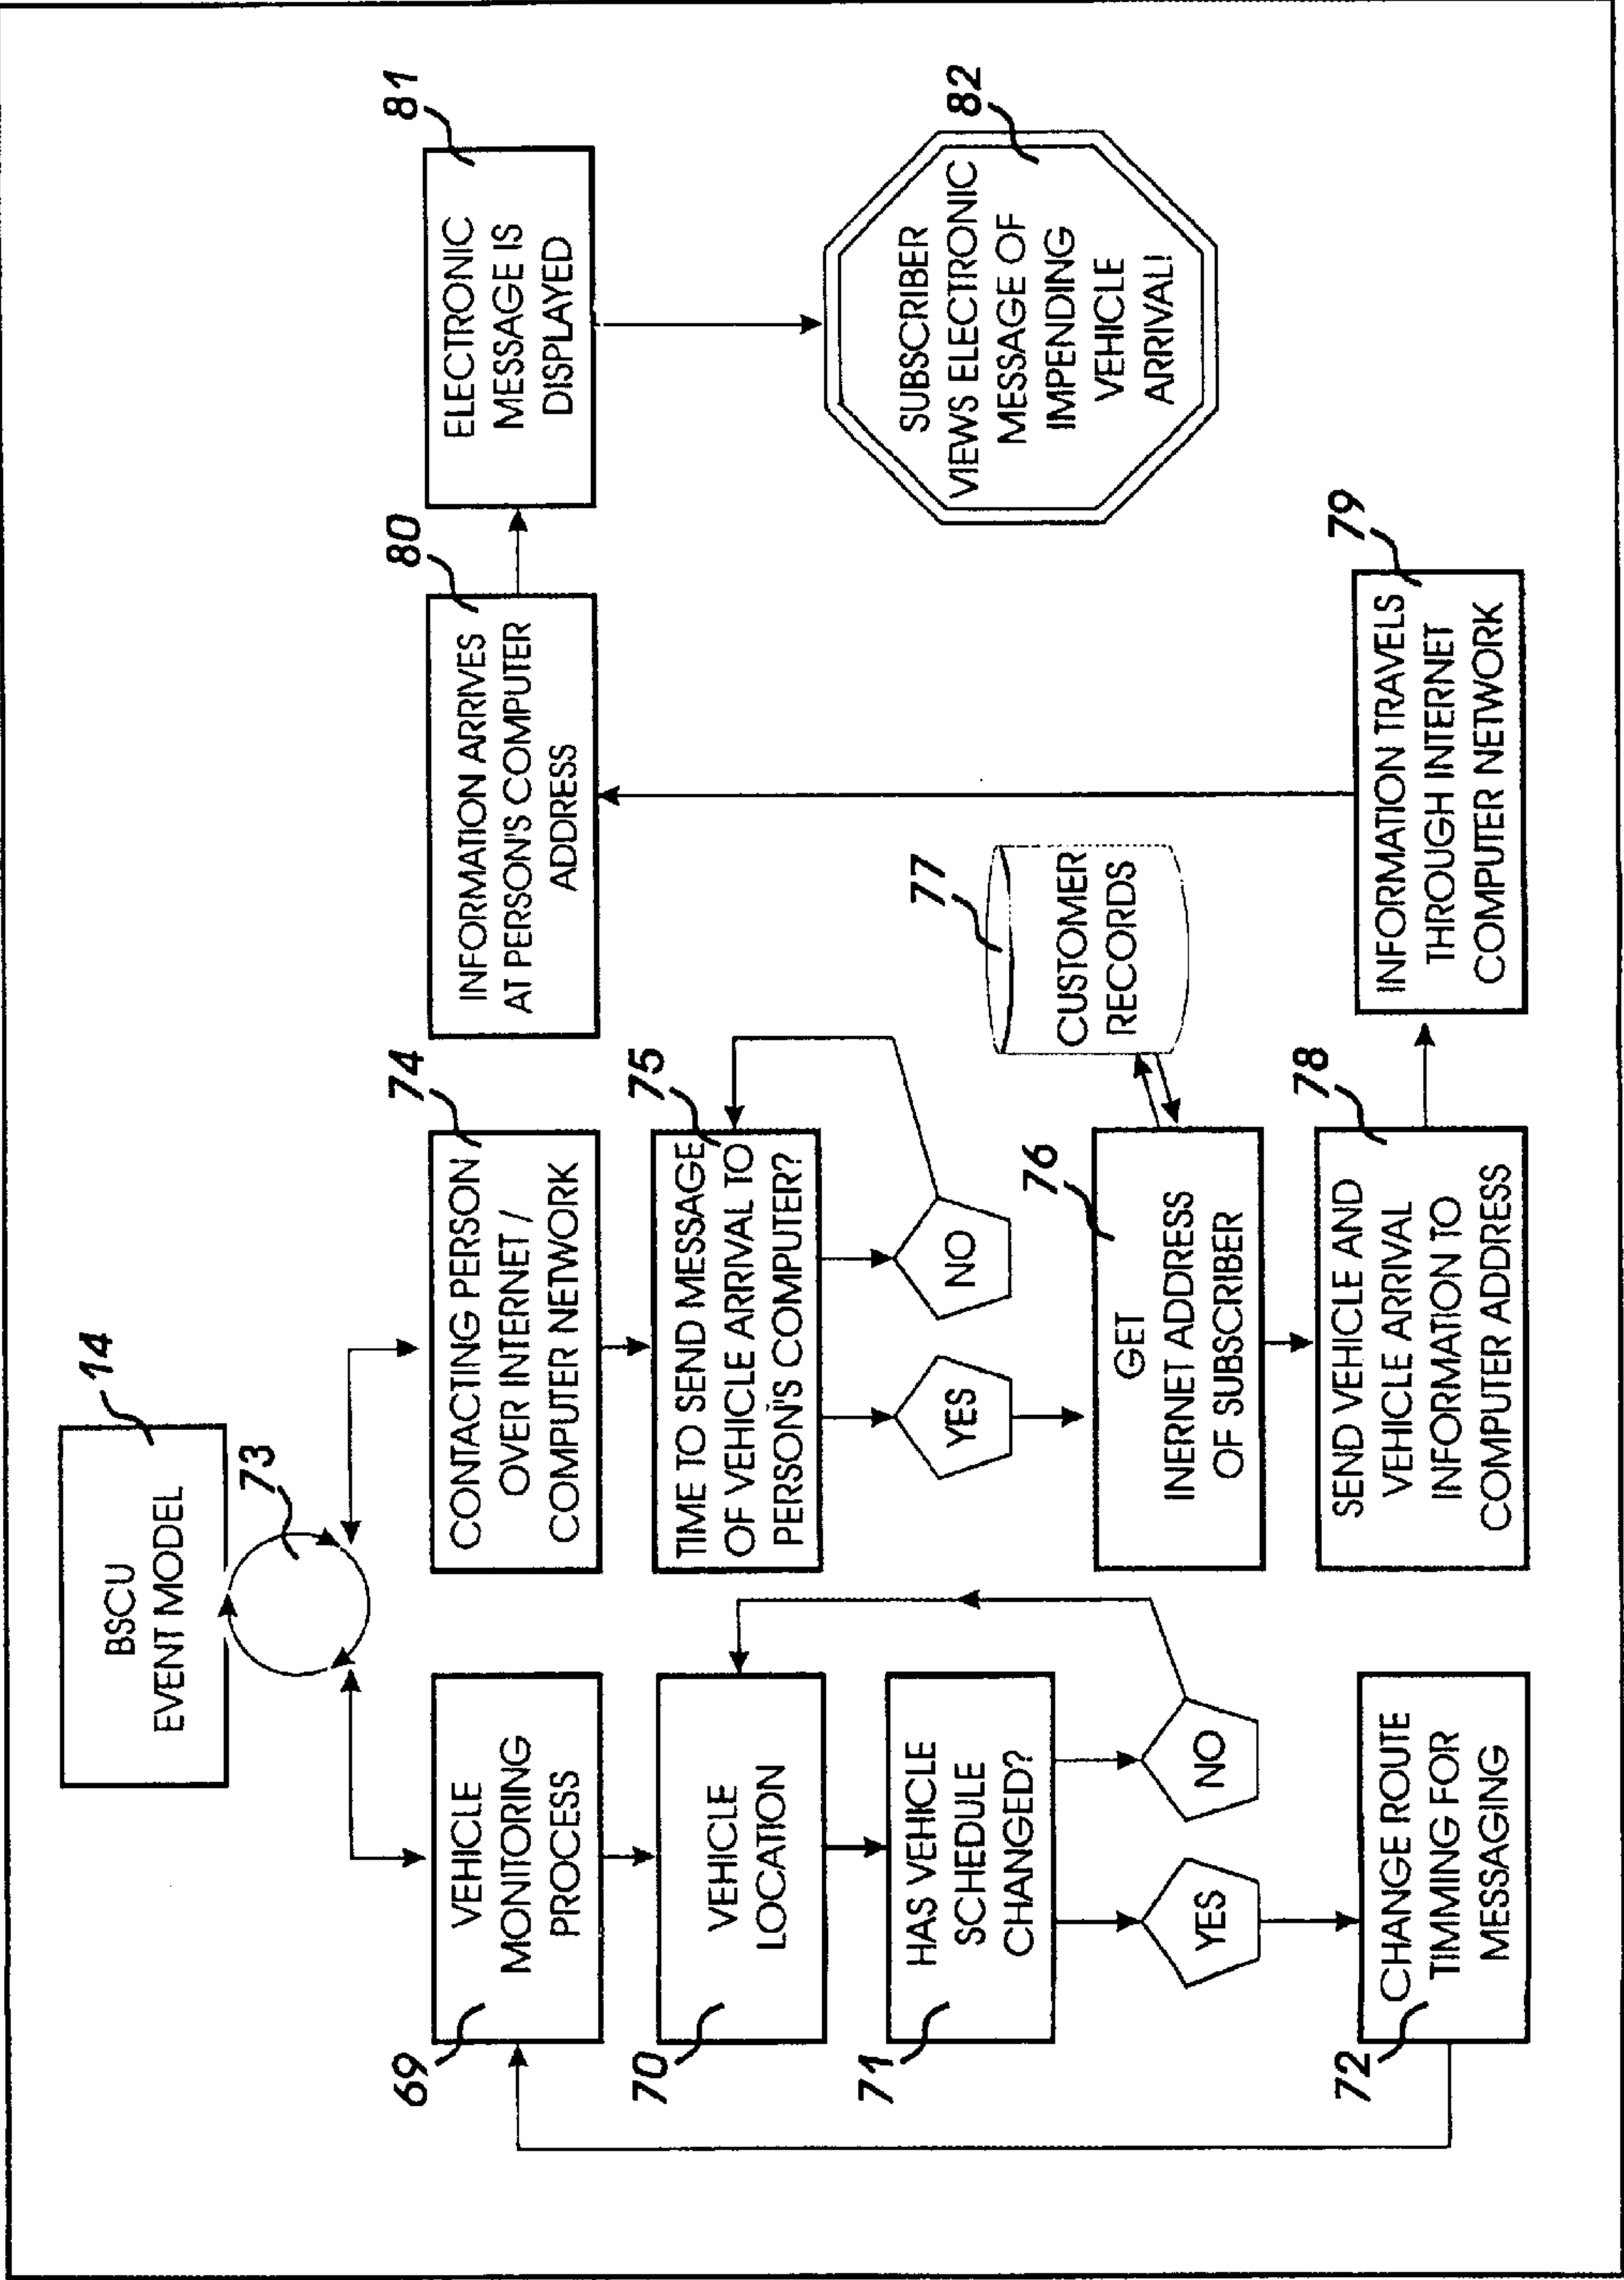 14
BSCU
EVENT MODEL
73
69
VEHICLE
MONITORING
PROCESS
70
VEHICLE
LOCATION
71
HAS VEHICLE
SCHEDULE
CHANGED?
YES
NO
72
CHANGE ROUTE
TIMMING FOR
MESSAGING
74
CONTACTING PERSON
OVER INTERNET /
COMPUTER NETWORK
75
TIME TO SEND MESSAGE
OF VEHICLE ARRIVAL TO
PERSON'S COMPUTER?
YES
NO
76
GET
INERNET ADDRESS
OF SUBSCRIBER
77
CUSTOMER
RECORDS
78
SEND VEHICLE AND
VEHICLE ARRIVAL
INFORMATION TO
COMPUTER ADDRESS
79
INFORMATION TRAVELS
THROUGH INTERNET
COMPUTER NETWORK
80
INFORMATION ARRIVES
AT PERSON'S COMPUTER
ADDRESS
81
ELECTRONIC
MESSAGE IS
DISPLAYED
82
SUBSCRIBER
VIEWS ELECTRONIC
MESSAGE OF
IMPENDING
VEHICLE
ARRIVAL!